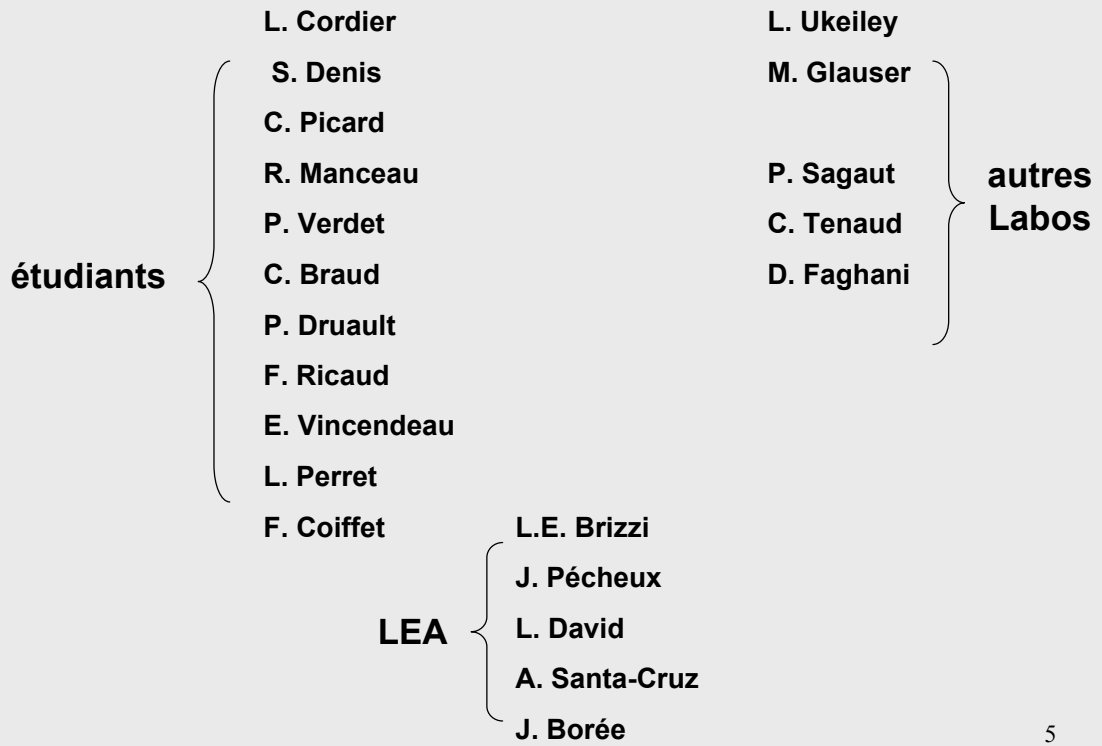 étudiants
L. Cordier
S. Denis
C. Picard
R. Manceau
P. Verdet
C. Braud
P. Druault
F. Ricaud
E. Vincendeau
L. Perret
F. Coiffet
L. Ukeiley
M. Glauser
P. Sagaut
C. Tenaud
D. Faghani
autres
Labos
LEA
L.E. Brizzi
J. Pécheux
L. David
A. Santa-Cruz
J. Borée
5